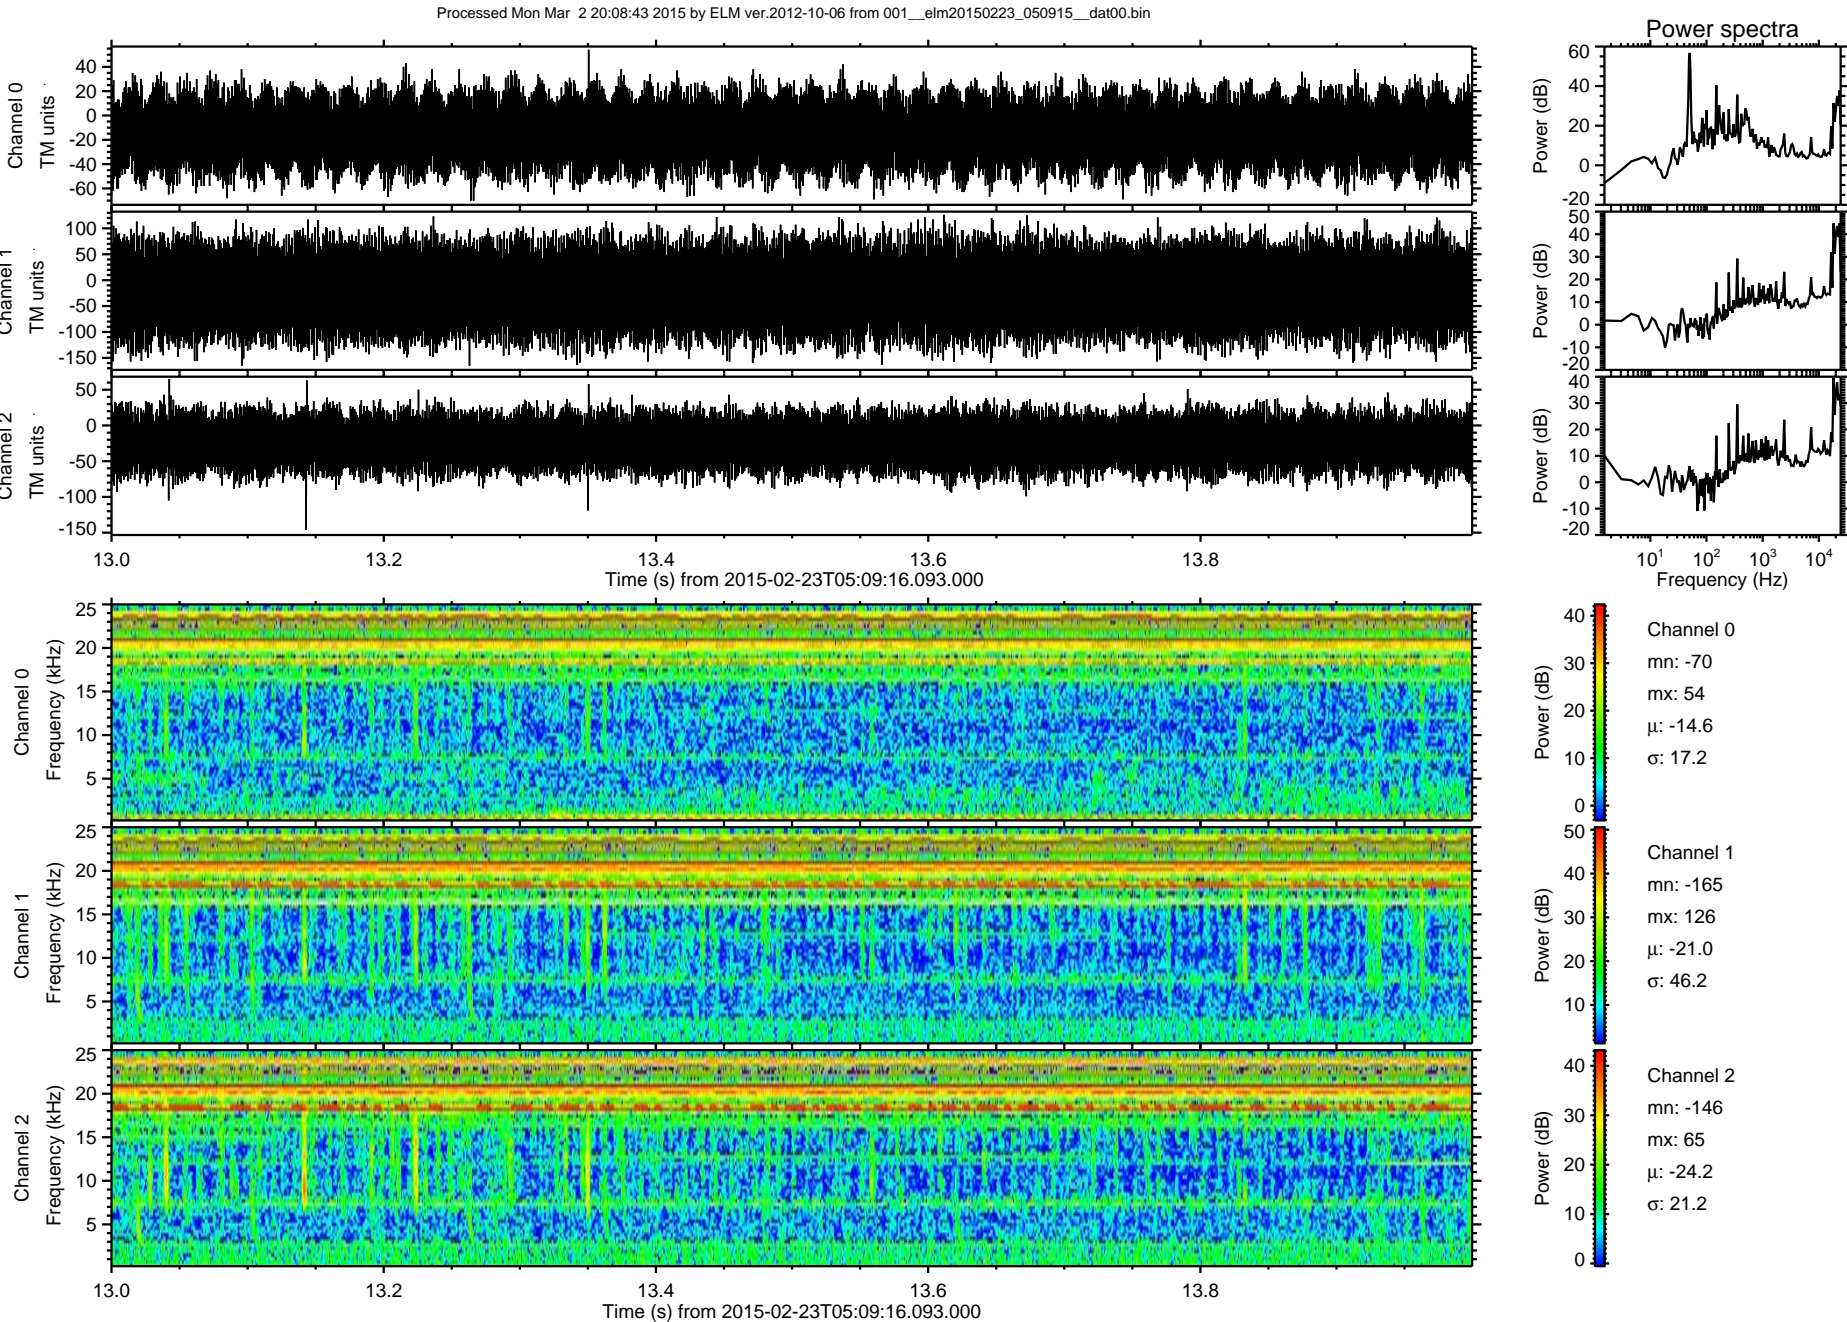 Processed Mon Mar  2 20:08:43 2015 by ELM ver.2012-10-06 from 001__elm20150223_050915__dat00.bin
Power spectra
Channel 0
TM units
40
20
0
-20
-40
-60
Power (dB)
60
40
20
0
-20
Channel 1
TM units
100
50
0
-50
-100
-150
Power (dB)
50
40
30
20
10
0
-10
-20
Channel 2
TM units
50
0
-50
-100
-150
Power (dB)
40
30
20
10
0
-10
-20
13.0 13.2 13.4 13.6 13.8
Time (s) from 2015-02-23T05:09:16.093.000
10¹ 10² 10³ 10⁴
Frequency (Hz)
Channel 0
Frequency (kHz)
25
20
15
10
5
Power (dB)
40
30
20
10
0
Channel 0
mn: -70
mx: 54
μ: -14.6
σ: 17.2
Channel 1
Frequency (kHz)
25
20
15
10
5
Power (dB)
50
40
30
20
10
Channel 1
mn: -165
mx: 126
μ: -21.0
σ: 46.2
Channel 2
Frequency (kHz)
25
20
15
10
5
Power (dB)
40
30
20
10
0
Channel 2
mn: -146
mx: 65
μ: -24.2
σ: 21.2
13.0 13.2 13.4 13.6 13.8
Time (s) from 2015-02-23T05:09:16.093.000